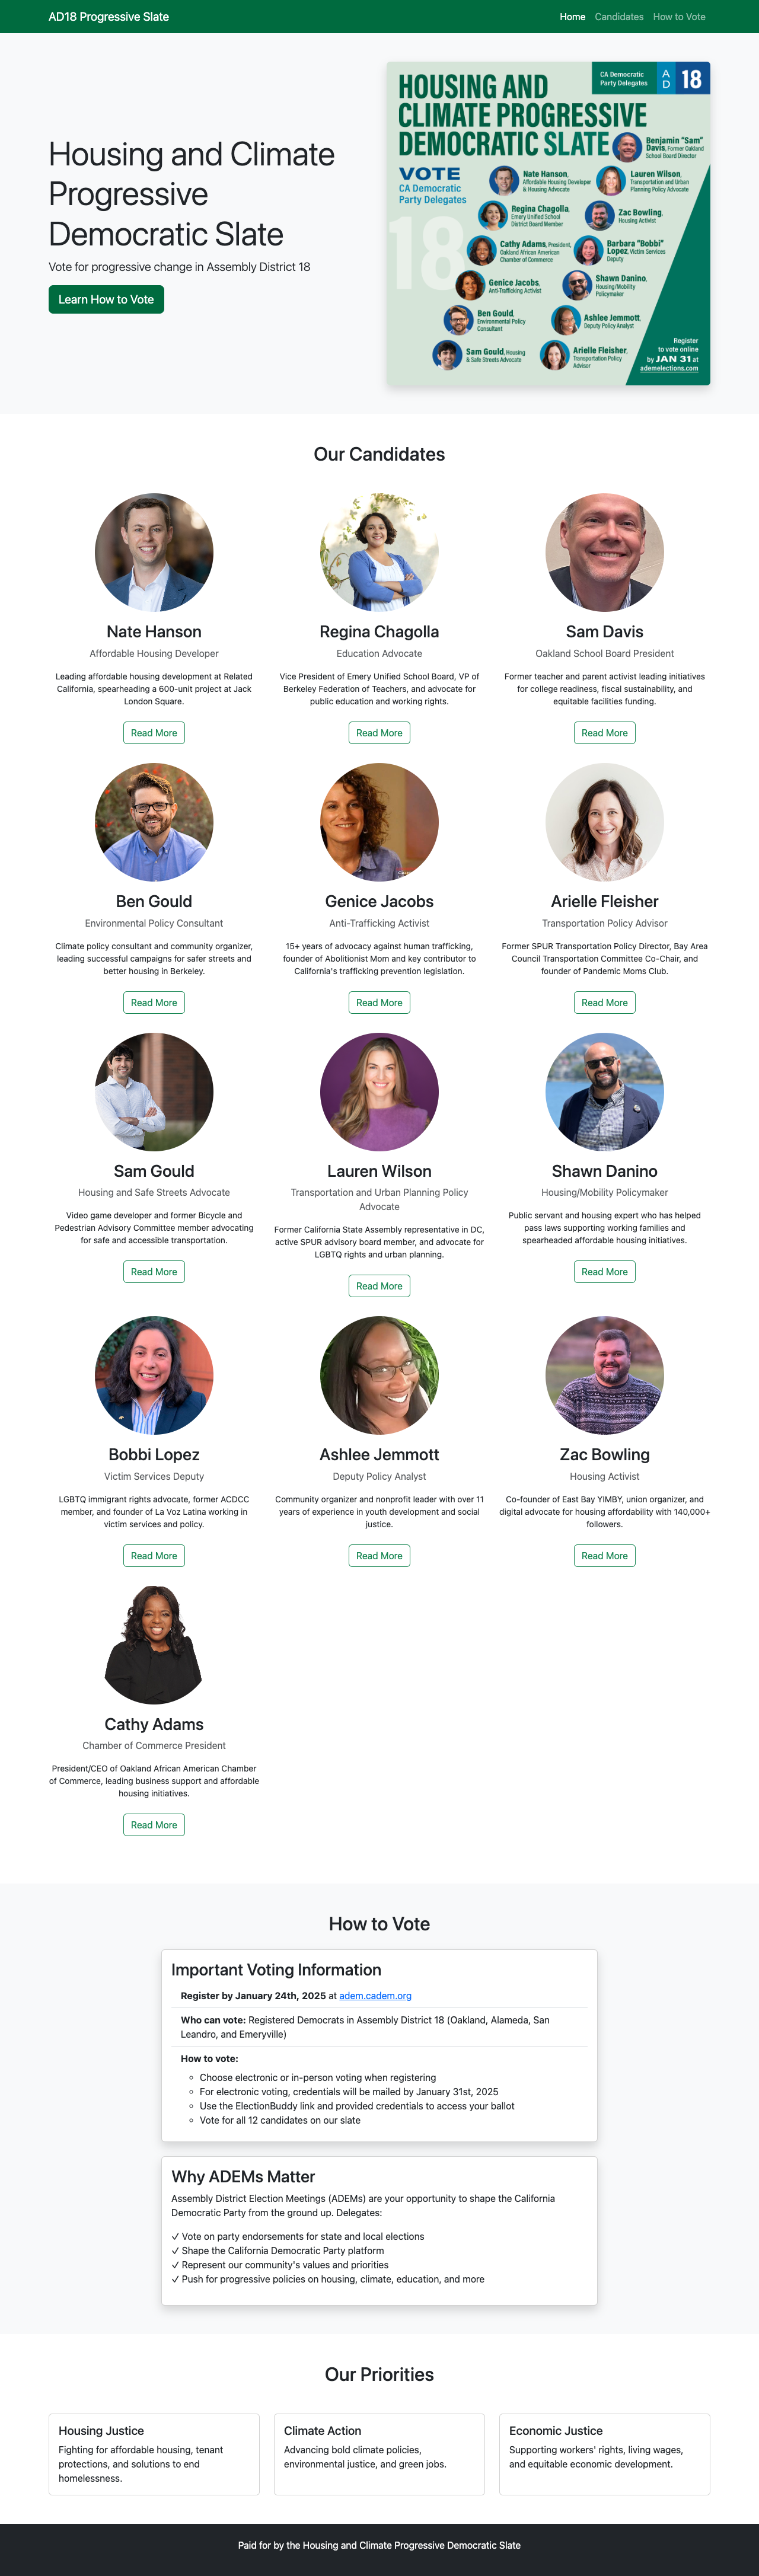 AD18 Progressive Slate
Home Candidates How to Vote
Housing and Climate
Progressive
Democratic Slate
Vote for progressive change in Assembly District 18
Learn How to Vote
CA Democratic
Party Delegates
AD
18
HOUSING AND
CLIMATE PROGRESSIVE
DEMOCRATIC SLATE
VOTE
CA Democratic
Party Delegates
18
Benjamin "Sam"
Davis, Former Oakland
School Board Director
Nate Hanson,
Affordable Housing Developer
& Housing Advocate
Lauren Wilson,
Transportation and Urban
Planning Policy Advocate
Regina Chagolla,
Emery Unified School
District Board Member
Zac Bowling,
Housing Activist
Cathy Adams, President,
Oakland African American
Chamber of Commerce
Barbara "Bobbi"
Lopez, Victim Services
Deputy
Genice Jacobs,
Anti-Trafficking Activist
Shawn Danino,
Housing/Mobility
Policymaker
Ben Gould,
Environmental Policy
Consultant
Ashlee Jemmott,
Deputy Policy Analyst
Sam Gould, Housing
& Safe Streets Advocate
Arielle Fleisher,
Transportation Policy
Advisor
Register
to vote online
by JAN 31 at
ademelections.com
Our Candidates
Nate Hanson
Affordable Housing Developer
Leading affordable housing development at Related
California, spearheading a 600-unit project at Jack
London Square.
Read More
Regina Chagolla
Education Advocate
Vice President of Emery Unified School Board, VP of
Berkeley Federation of Teachers, and advocate for
public education and working rights.
Read More
Sam Davis
Oakland School Board President
Former teacher and parent activist leading initiatives
for college readiness, fiscal sustainability, and
equitable facilities funding.
Read More
Ben Gould
Environmental Policy Consultant
Climate policy consultant and community organizer,
leading successful campaigns for safer streets and
better housing in Berkeley.
Read More
Genice Jacobs
Anti-Trafficking Activist
15+ years of advocacy against human trafficking,
founder of Abolitionist Mom and key contributor to
California's trafficking prevention legislation.
Read More
Arielle Fleisher
Transportation Policy Advisor
Former SPUR Transportation Policy Director, Bay Area
Council Transportation Committee Co-Chair, and
founder of Pandemic Moms Club.
Read More
Sam Gould
Housing and Safe Streets Advocate
Video game developer and former Bicycle and
Pedestrian Advisory Committee member advocating
for safe and accessible transportation.
Read More
Lauren Wilson
Transportation and Urban Planning Policy
Advocate
Former California State Assembly representative in DC,
active SPUR advisory board member, and advocate for
LGBTQ rights and urban planning.
Read More
Shawn Danino
Housing/Mobility Policymaker
Public servant and housing expert who has helped
pass laws supporting working families and
spearheaded affordable housing initiatives.
Read More
Bobbi Lopez
Victim Services Deputy
LGBTQ immigrant rights advocate, former ACDCC
member, and founder of La Voz Latina working in
victim services and policy.
Read More
Ashlee Jemmott
Deputy Policy Analyst
Community organizer and nonprofit leader with over 11
years of experience in youth development and social
justice.
Read More
Zac Bowling
Housing Activist
Co-founder of East Bay YIMBY, union organizer, and
digital advocate for housing affordability with 140,000+
followers.
Read More
Cathy Adams
Chamber of Commerce President
President/CEO of Oakland African American Chamber
of Commerce, leading business support and affordable
housing initiatives.
Read More
How to Vote
Important Voting Information
Register by January 24th, 2025 at adem.cadem.org
Who can vote: Registered Democrats in Assembly District 18 (Oakland, Alameda, San
Leandro, and Emeryville)
How to vote:
Choose electronic or in-person voting when registering
For electronic voting, credentials will be mailed by January 31st, 2025
Use the ElectionBuddy link and provided credentials to access your ballot
Vote for all 12 candidates on our slate
Why ADEMs Matter
Assembly District Election Meetings (ADEMs) are your opportunity to shape the California
Democratic Party from the ground up. Delegates:
✓ Vote on party endorsements for state and local elections
✓ Shape the California Democratic Party platform
✓ Represent our community's values and priorities
✓ Push for progressive policies on housing, climate, education, and more
Our Priorities
Housing Justice
Fighting for affordable housing, tenant
protections, and solutions to end
homelessness.
Climate Action
Advancing bold climate policies,
environmental justice, and green jobs.
Economic Justice
Supporting workers' rights, living wages,
and equitable economic development.
Paid for by the Housing and Climate Progressive Democratic Slate